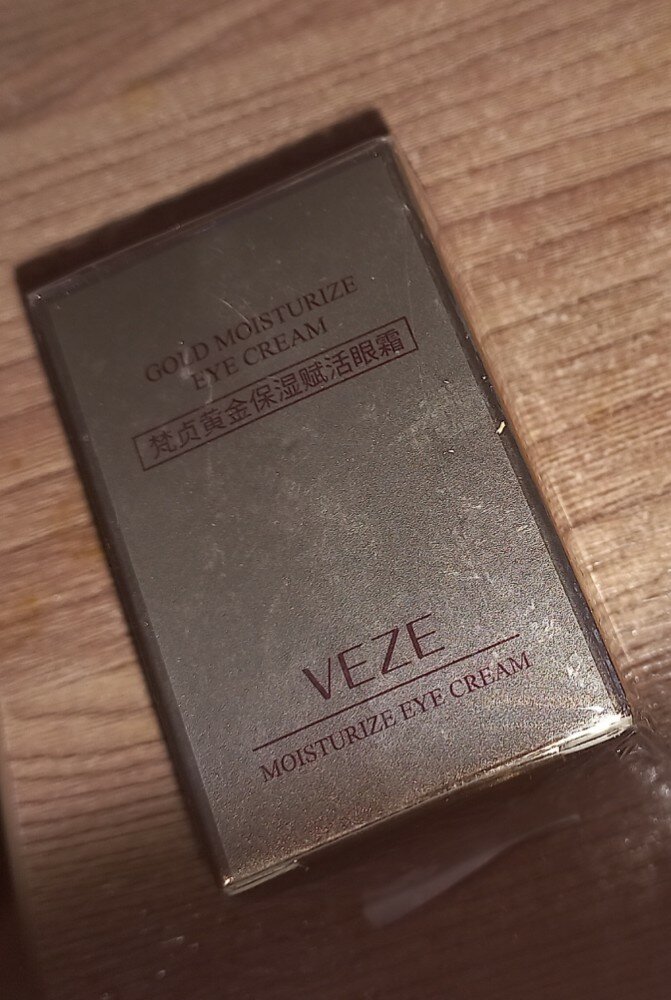 GOLD MOISTURIZE
EYE CREAM
梵贞黄金保湿赋活眼霜
VEZE
MOISTURIZE EYE CREAM